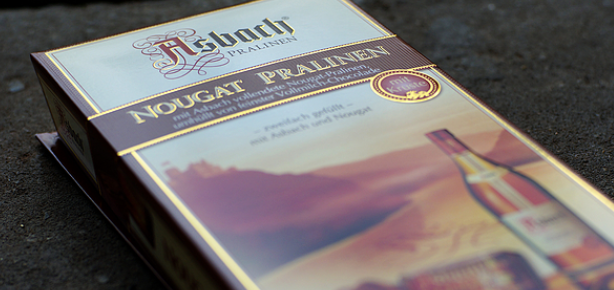 Asbach
PRALINEN
NOUGAT PRALINEN
mit Asbach vollendete Nougat-Pralinen,
umhüllt von feinster Vollmilch-Chocolade
– zweifach gefüllt –
mit Asbach und Nougat